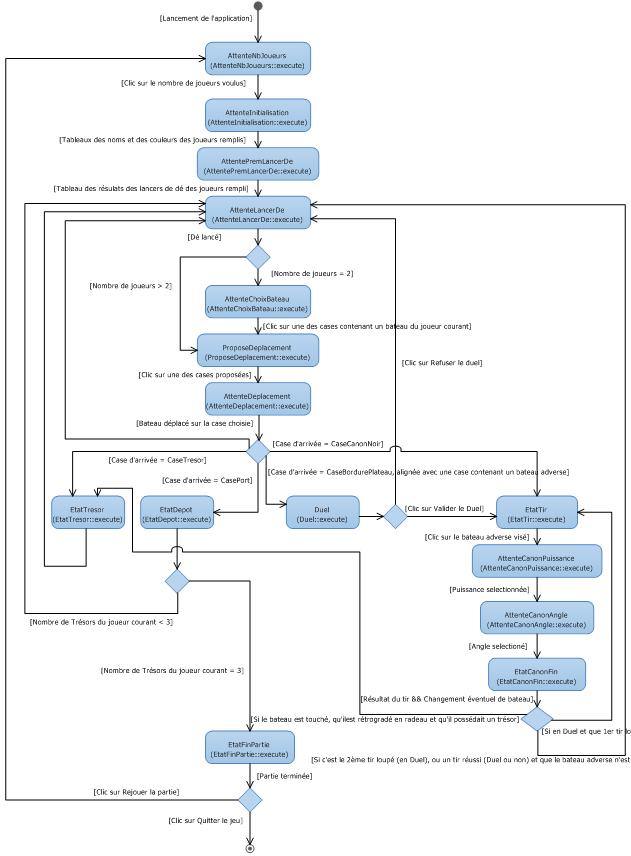 [Lancement de l'application]
AttenteNbJoueurs
(AttenteNbJoueurs::execute)
[Clic sur le nombre de joueurs voulus]
AttenteInitialisation
(AttenteInitialisation::execute)
[Tableaux des noms et des couleurs des joueurs remplis]
AttentePremLancerDe
(AttentePremLancerDe::execute)
[Tableau des résulats des lancers de dé des joueurs rempli]
AttenteLancerDe
(AttenteLancerDe::execute)
[Dé lancé]
[Nombre de joueurs = 2]
[Nombre de joueurs > 2]
AttenteChoixBateau
(AttenteChoixBateau::execute)
[Clic sur une des cases contenant un bateau du joueur courant]
ProposeDeplacement
(ProposeDeplacement::execute)
[Clic sur Refuser le duel]
[Clic sur une des cases proposées]
AttenteDeplacement
(AttenteDeplacement::execute)
[Bateau déplacé sur la case choisie]
[Case d'arrivée = CaseCanonNoir]
[Case d'arrivée = CaseTresor]
[Case d'arrivée = CaseBordurePlateau, alignée avec une case contenant un bateau adverse]
[Case d'arrivée = CasePort]
EtatTresor
(EtatTresor::execute)
EtatDepot
(EtatDepot::execute)
Duel
(Duel::execute)
[Clic sur Valider le Duel]
EtatTir
(EtatTir::execute)
[Clic sur le bateau adverse visé]
AttenteCanonPuissance
(AttenteCanonPuissance::execute)
[Puissance selectionnée]
AttenteCanonAngle
(AttenteCanonAngle::execute)
[Nombre de Trésors du joueur courant < 3]
[Angle selectioné]
EtatCanonFin
(EtatCanonFin::execute)
[Nombre de Trésors du joueur courant = 3]
[Résultat du tir && Changement éventuel de bateau]
[Si le bateau est touché, qu'ilest rétrogradé en radeau et qu'il possédait un trésor]
[Si en Duel et que 1er tir lo
EtatFinPartie
(EtatFinPartie::execute)
[Si c'est le 2ème tir loupé (en Duel), ou un tir réussi (Duel ou non) et que le bateau adverse n'est
[Partie terminée]
[Clic sur Rejouer la partie]
[Clic sur Quitter le jeu]